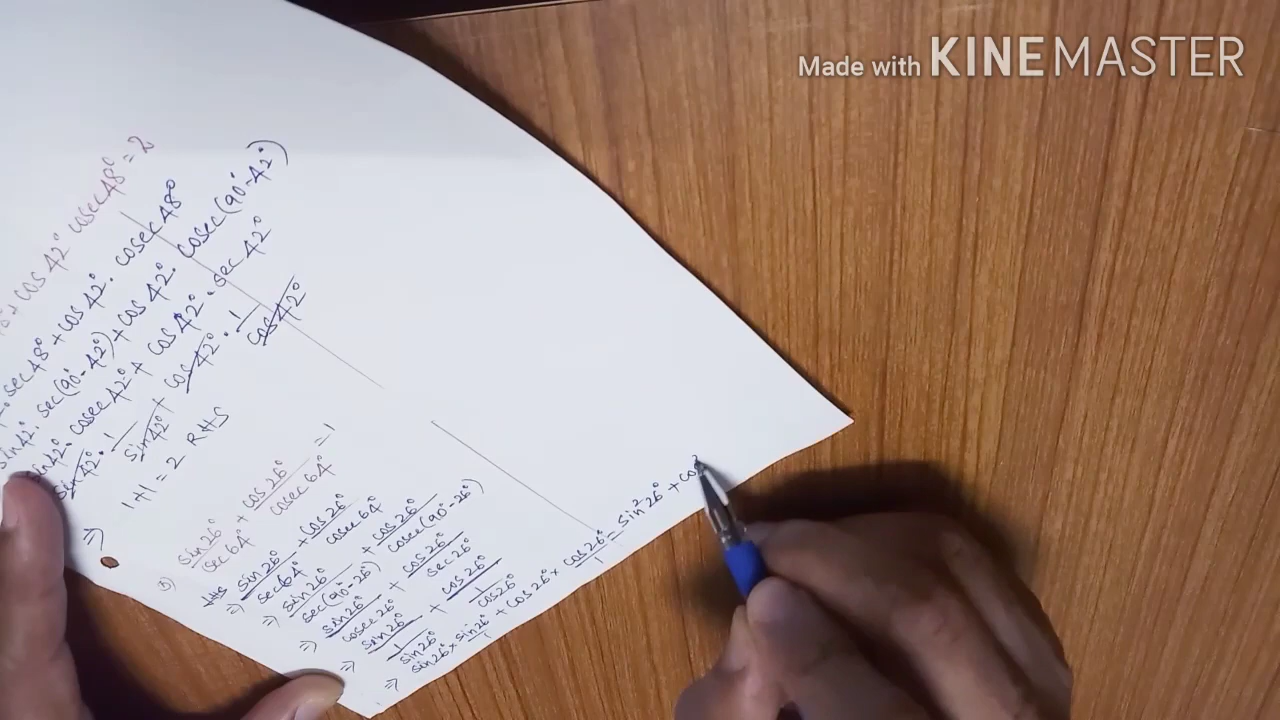 Made with KINEMASTER
+ cos 42° cosec 48° = 2
. sec 48° + cos 42° . cosec 48°
sin 42° . sec(90° - 42°) + cos 42° . cosec(90° - 42°)
sin 42° . cosec 42° + cos 42° . sec 42°
sin 42° . 1/sin 42° + cos 42° . 1/cos 42°
⇒ 1+1 = 2 RHS
③ sin 26°/sec 64° + cos 26°/cosec 64° = 1
LHS sin 26°/sec 64° + cos 26°/cosec 64°
⇒ sin 26°/sec(90° - 26°) + cos 26°/cosec(90° - 26°)
⇒ sin 26°/cosec 26° + cos 26°/sec 26°
⇒ sin 26°/1/sin 26° + cos 26°/1/cos 26°
⇒ sin 26° × sin 26°/1 + cos 26° × cos 26°/1 = sin² 26° + cos²